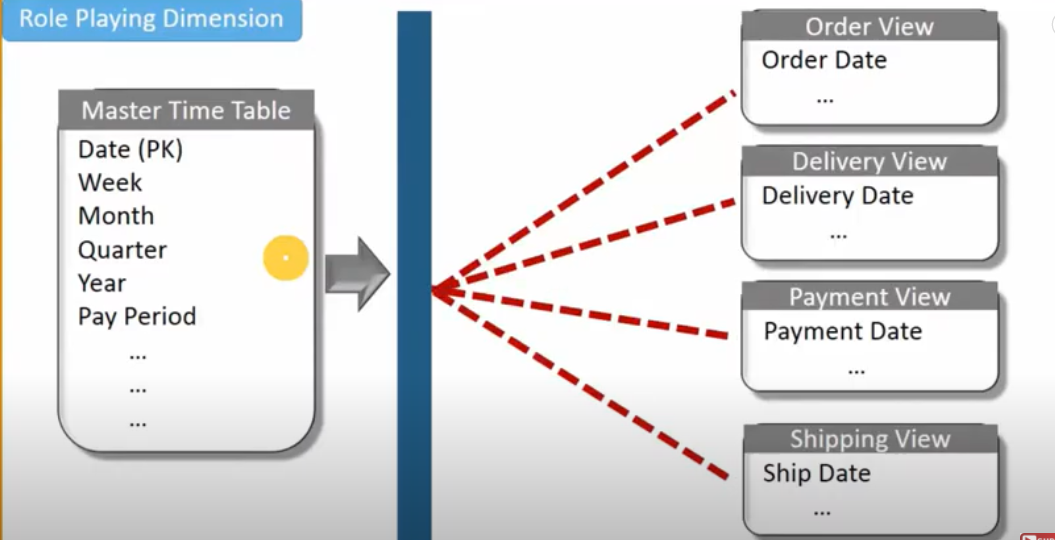 Role Playing Dimension
Master Time Table
Date (PK)
Week
Month
Quarter
Year
Pay Period
...
...
...
Order View
Order Date
...
Delivery View
Delivery Date
...
Payment View
Payment Date
...
Shipping View
Ship Date
...